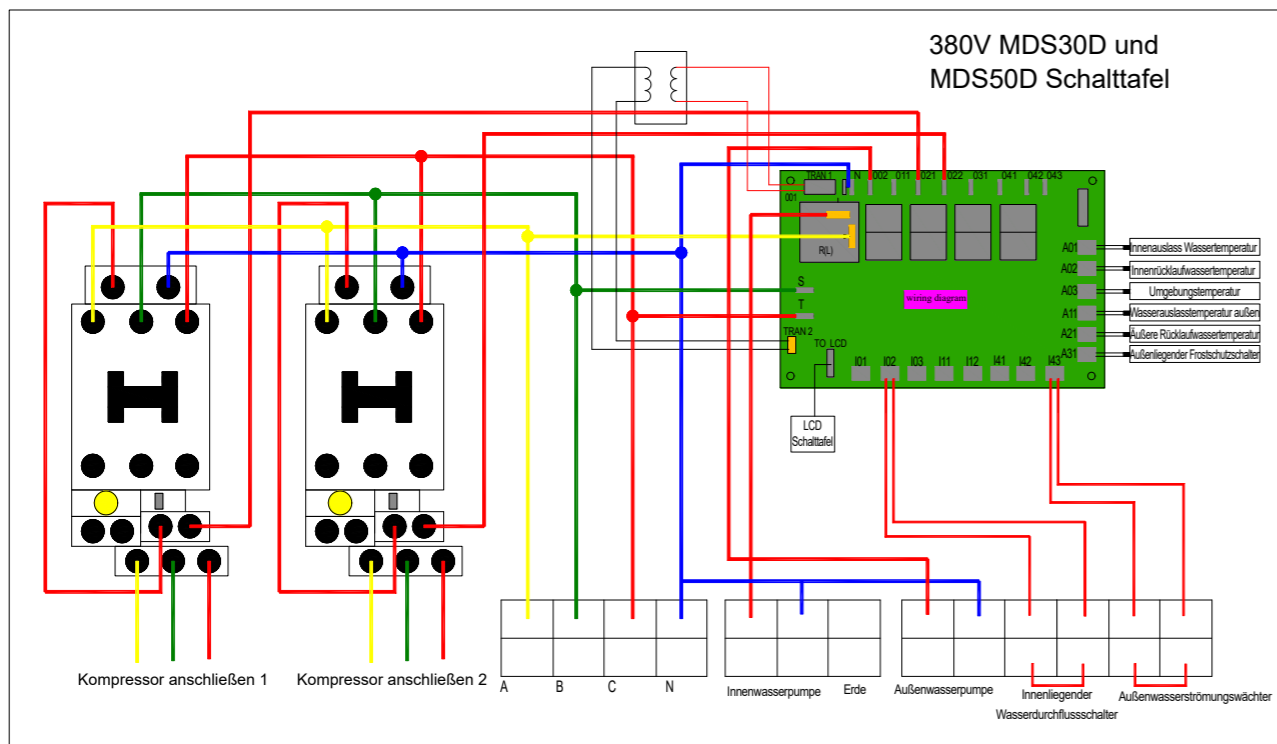 380V MDS30D und
MDS50D Schalttafel
TRAN 1
N
002
011
021
022
031
041
042
043
001
R(L)
S
T
TRAN 2
TO LCD
wiring diagram
A01
A02
A03
A11
A21
A31
Innenauslass Wassertemperatur
Innenrücklaufwassertemperatur
Umgebungstemperatur
Wasserauslasstemperatur außen
Äußere Rücklaufwassertemperatur
Außenliegender Frostschutzschalter
I01
I02
I03
I11
I12
I41
I42
I43
LCD
Schalttafel
Kompressor anschließen 1
Kompressor anschließen 2
A
B
C
N
Innenwasserpumpe
Erde
Außenwasserpumpe
Innenliegender
Wasserdurchflussschalter
Außenwasserströmungswächter